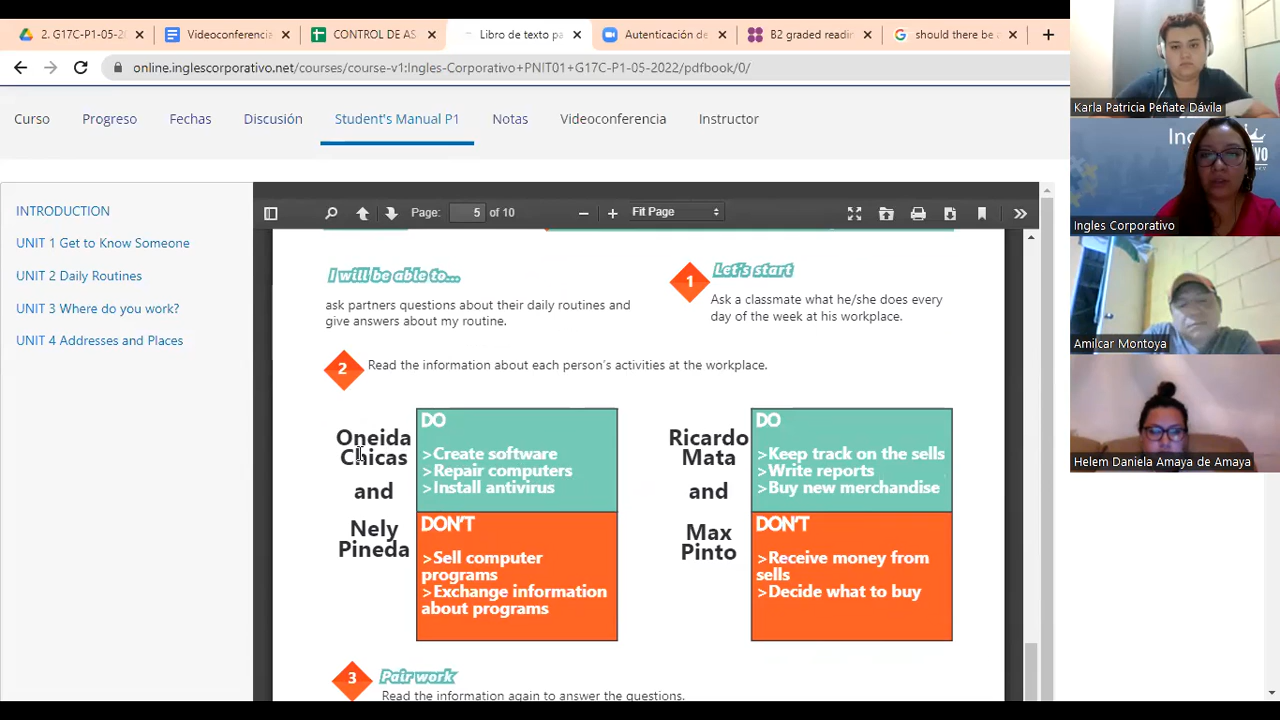 2. G17C-P1-05-2
Videoconferencia
CONTROL DE AS
Libro de texto pa
Autenticación de
B2 graded readin
should there be
online.inglescorporativo.net/courses/course-v1:Ingles-Corporativo+PNIT01+G17C-P1-05-2022/pdfbook/0/
Curso
Progreso
Fechas
Discusión
Student's Manual P1
Notas
Videoconferencia
Instructor
INTRODUCTION
UNIT 1 Get to Know Someone
UNIT 2 Daily Routines
UNIT 3 Where do you work?
UNIT 4 Addresses and Places
Page: 5 of 10
Fit Page
I will be able to...
ask partners questions about their daily routines and
give answers about my routine.
1
Let's start
Ask a classmate what he/she does every
day of the week at his workplace.
2
Read the information about each person's activities at the workplace.
Oneida
Chicas
and
Nely
Pineda
DO
>Create software
>Repair computers
>Install antivirus
DON'T
>Sell computer
programs
>Exchange information
about programs
Ricardo
Mata
and
Max
Pinto
DO
>Keep track on the sells
>Write reports
>Buy new merchandise
DON'T
>Receive money from
sells
>Decide what to buy
3
Pair work
Read the information again to answer the questions.
Karla Patricia Peñate Dávila
Ingles Corporativo
Amilcar Montoya
Helem Daniela Amaya de Amaya